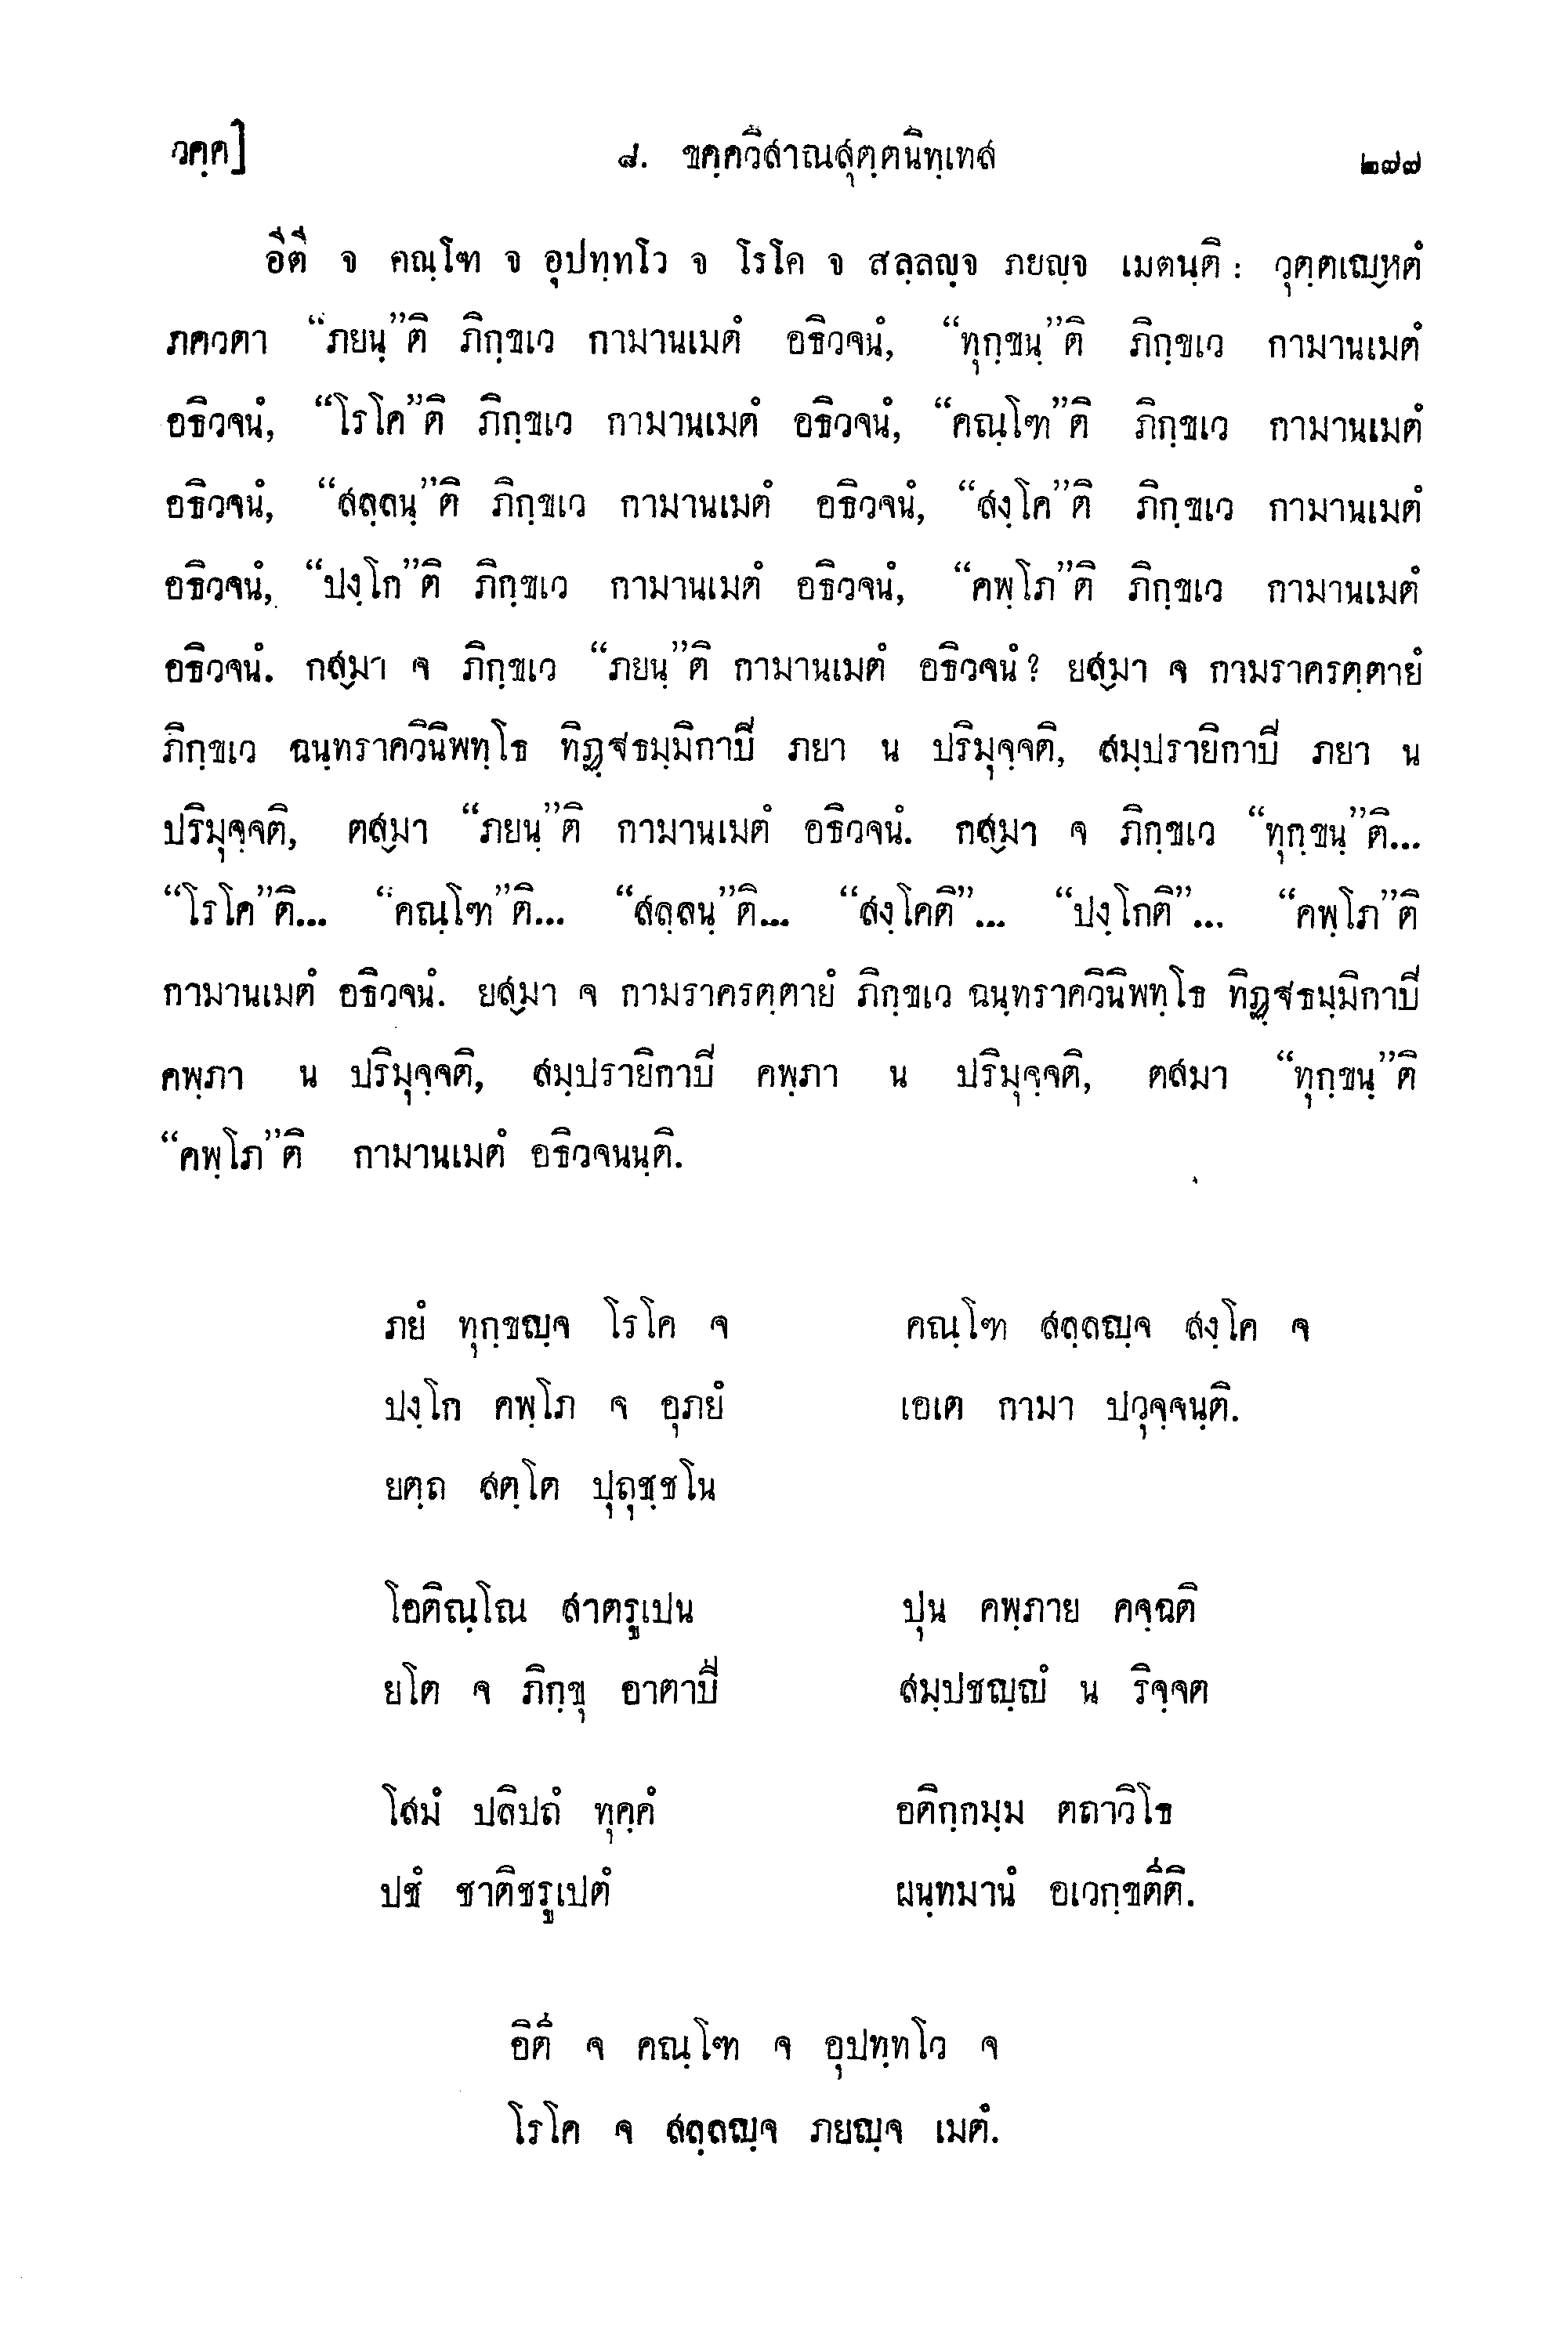 วคฺค]
๘. ขคฺควิสาณสุตฺตนิทฺเทส
๒๗๗
อีตี จ คณฺโฑ จ อุปทฺทโว จ โรโค จ สลฺลญฺจ ภยญฺจ เมตนฺติ : วุตฺตเญฺหตํ
ภควตา “ภยนฺ”ติ ภิกฺขเว กามานเมตํ อธิวจนํ, “ทุกฺขนฺ”ติ ภิกฺขเว กามานเมตํ
อธิวจนํ, “โรโค”ติ ภิกฺขเว กามานเมตํ อธิวจนํ, “คณฺโฑ”ติ ภิกฺขเว กามานเมตํ
อธิวจนํ, “สลฺลนฺ”ติ ภิกฺขเว กามานเมตํ อธิวจนํ, “สงฺโค”ติ ภิกฺขเว กามานเมตํ
อธิวจนํ, “ปงฺโก”ติ ภิกฺขเว กามานเมตํ อธิวจนํ, “คพฺโภ”ติ ภิกฺขเว กามานเมตํ
อธิวจนํ. กสฺมา จ ภิกฺขเว “ภยนฺ”ติ กามานเมตํ อธิวจนํ? ยสฺมา จ กามราครตฺตายํ
ภิกฺขเว ฉนฺทราควินิพทฺโธ ทิฏฺฐธมฺมิกาปี ภยา น ปริมุจฺจติ, สมฺปรายิกาปี ภยา น
ปริมุจฺจติ, ตสฺมา “ภยนฺ”ติ กามานเมตํ อธิวจนํ. กสฺมา จ ภิกฺขเว “ทุกฺขนฺ”ติ...
“โรโค”ติ... “คณฺโฑ”ติ... “สลฺลนฺ”ติ... “สงฺโคติ”... “ปงฺโกติ”... “คพฺโภ”ติ
กามานเมตํ อธิวจนํ. ยสฺมา จ กามราครตฺตายํ ภิกฺขเว ฉนฺทราควินิพทฺโธ ทิฏฺฐธมฺมิกาปี
คพฺภา น ปริมุจฺจติ, สมฺปรายิกาปี คพฺภา น ปริมุจฺจติ, ตสมา “ทุกฺขนฺ”ติ
“คพฺโภ”ติ กามานเมตํ อธิวจนนฺติ.
ภยํ ทุกฺขญฺจ โรโค จ คณฺโฑ สลฺลญฺจ สงฺโค จ
ปงฺโก คพฺโภ จ อุภยํ เอเต กามา ปวุจฺจนฺติ.
ยตฺถ สตฺโต ปุถุชฺชโน
โอติณฺโณ สาตรูเปน ปุน คพฺภาย คจฺฉติ
ยโต จ ภิกฺขุ อาตาปี สมฺปชญฺญํ น ริจฺจต
โสมํ ปลิปถํ ทุคฺคํ อติกฺกมฺม ตถาวิโธ
ปชํ ชาติชรูเปตํ ผนฺทมานํ อเวกฺขตีติ.
อีตี จ คณฺโฑ จ อุปทฺทโว จ
โรโค จ สลฺลญฺจ ภยญฺจ เมตํ.